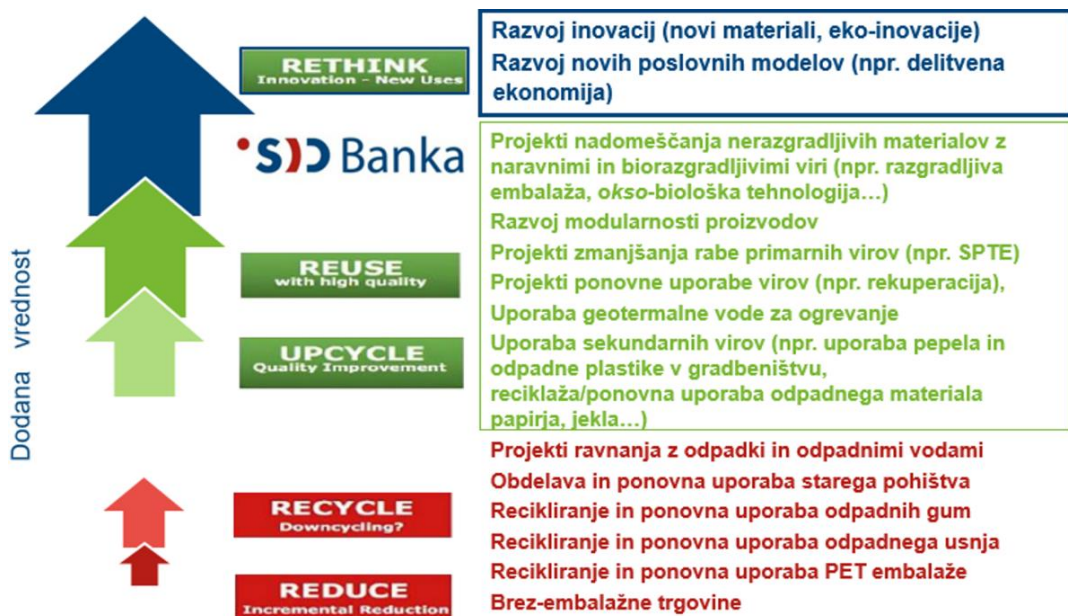 RETHINK
Innovation – New Uses
Razvoj inovacij (novi materiali, eko-inovacije)
Razvoj novih poslovnih modelov (npr. delitvena
ekonomija)
SID Banka
Projekti nadomeščanja nerazgradljivih materialov z
naravnimi in biorazgradljivimi viri (npr. razgradljiva
embalaža, okso-biološka tehnologija…)
Razvoj modularnosti proizvodov
Projekti zmanjšanja rabe primarnih virov (npr. SPTE)
REUSE
with high quality
Projekti ponovne uporabe virov (npr. rekuperacija),
Uporaba geotermalne vode za ogrevanje
UPCYCLE
Quality Improvement
Uporaba sekundarnih virov (npr. uporaba pepela in
odpadne plastike v gradbeništvu,
reciklaža/ponovna uporaba odpadnega materiala
papirja, jekla…)
Dodana vrednost
Projekti ravnanja z odpadki in odpadnimi vodami
Obdelava in ponovna uporaba starega pohištva
RECYCLE
Downcycling?
Recikliranje in ponovna uporaba odpadnih gum
Recikliranje in ponovna uporaba odpadnega usnja
Recikliranje in ponovna uporaba PET embalaže
REDUCE
Incremental Reduction
Brez-embalažne trgovine